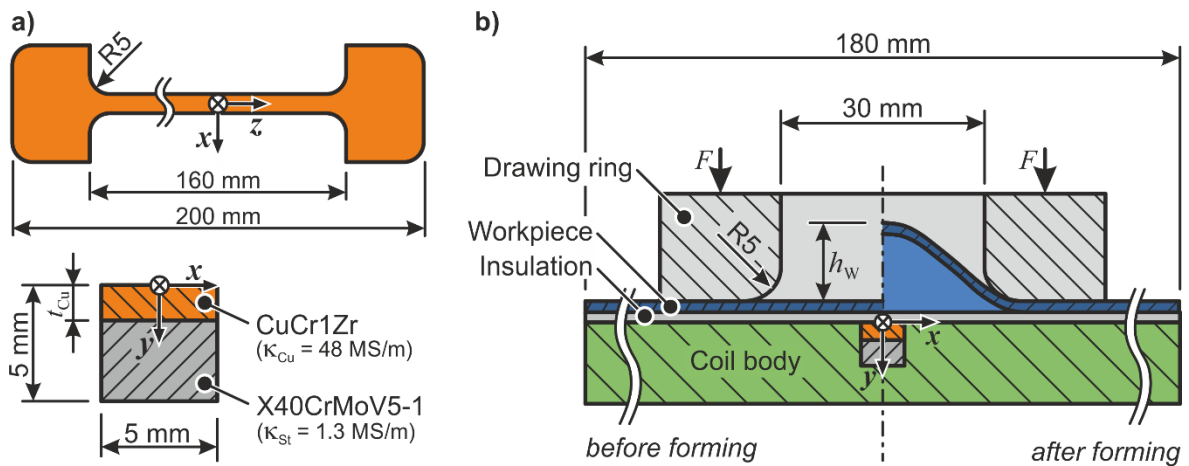 a)
R5
x
z
160 mm
200 mm
x
t_Cu
5 mm
y
CuCr1Zr
(κ_Cu = 48 MS/m)
X40CrMoV5-1
(κ_St = 1.3 MS/m)
5 mm
b)
180 mm
30 mm
F
F
Drawing ring
R5
h_W
Workpiece
Insulation
x
Coil body
y
before forming
after forming